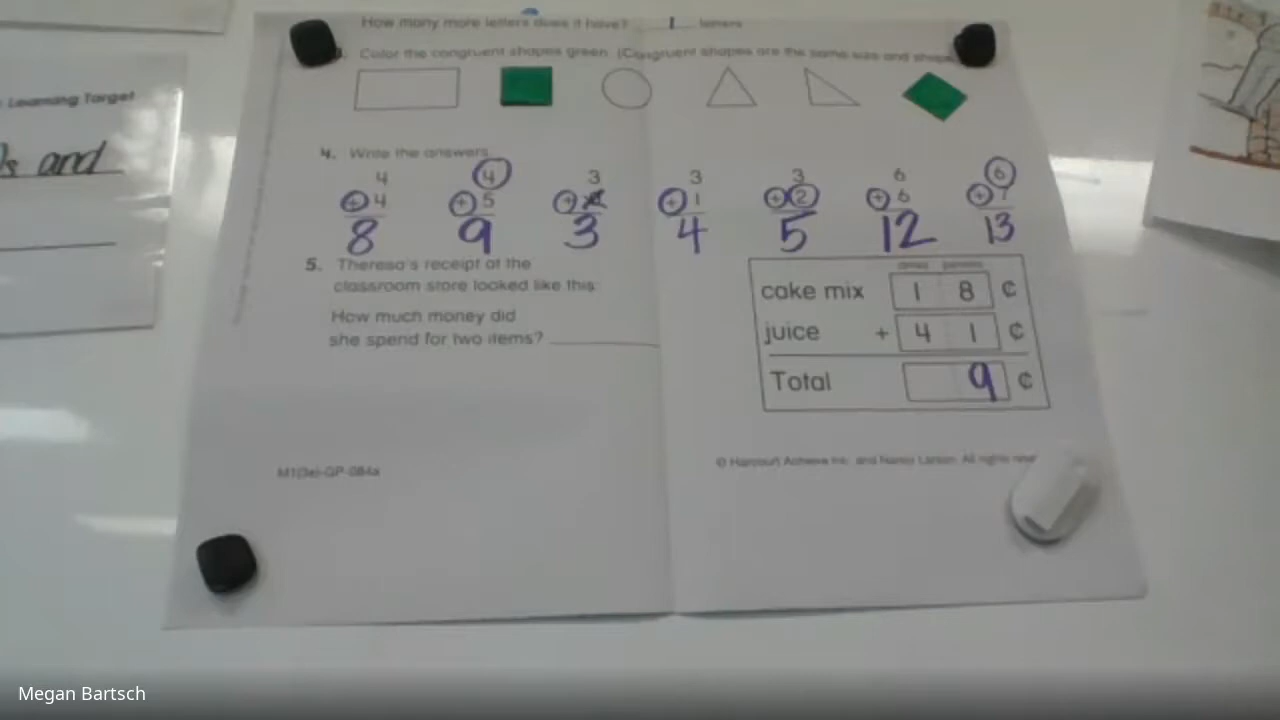 How many more letters does it have? 1 letters
Color the congruent shapes green. (Congruent shapes are the same size and shape
Learning Target
and
4. Write the answers.
4 4 3 3 3 6 6
+ 4 + 5 + + 1 + 2 + 6 + 7
8 9 3 4 5 12 13
5. Theresa's receipt at the
classroom store looked like this:
How much money did
she spend for two items?
cake mix 1 8 ¢
juice + 4 1 ¢
Total 9 ¢
M1(3e)-GP-084a
© Harcourt Achieve Inc. and Nancy Larson. All rights
Megan Bartsch